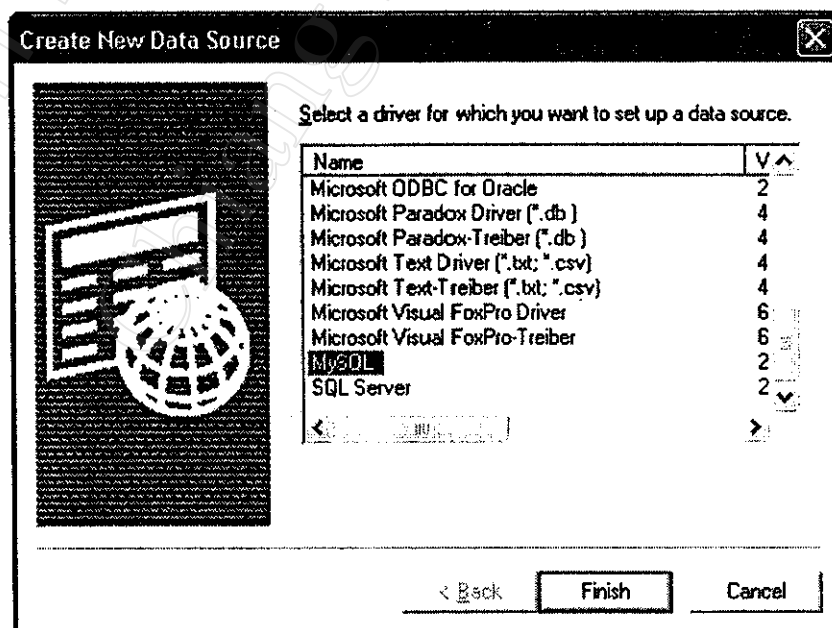 Create New Data Source
Select a driver for which you want to set up a data source.
Name V
Microsoft ODBC for Oracle 2
Microsoft Paradox Driver (*.db ) 4
Microsoft Paradox-Treiber (*.db ) 4
Microsoft Text Driver (*.txt; *.csv) 4
Microsoft Text-Treiber (*.txt; *.csv) 4
Microsoft Visual FoxPro Driver 6
Microsoft Visual FoxPro-Treiber 6
MySQL 2
SQL Server 2
< Back Finish Cancel